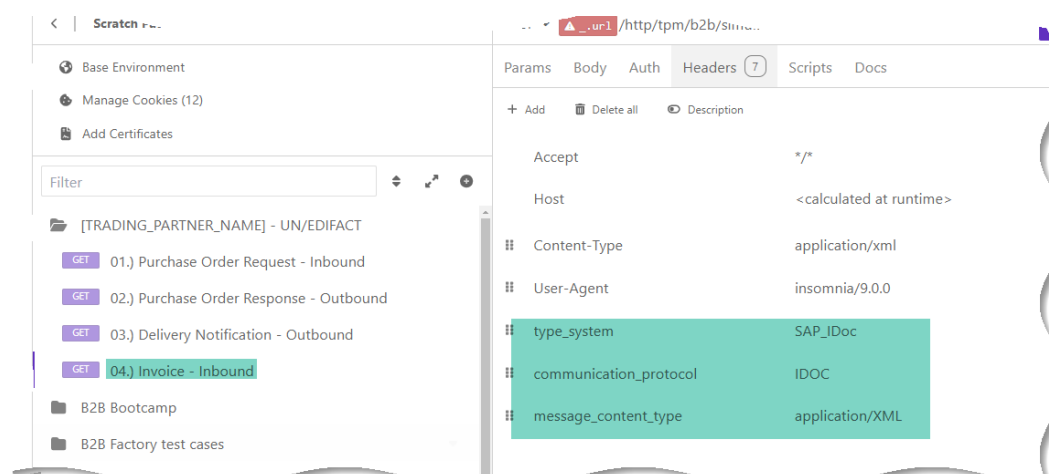 Scratch
Base Environment
Manage Cookies (12)
Add Certificates
Filter
[TRADING_PARTNER_NAME] - UN/EDIFACT
GET 01.) Purchase Order Request - Inbound
GET 02.) Purchase Order Response - Outbound
GET 03.) Delivery Notification - Outbound
GET 04.) Invoice - Inbound
B2B Bootcamp
B2B Factory test cases
_.url /http/tpm/b2b/
Params Body Auth Headers 7 Scripts Docs
+ Add Delete all Description
Accept */*
Host <calculated at runtime>
Content-Type application/xml
User-Agent insomnia/9.0.0
type_system SAP_IDoc
communication_protocol IDOC
message_content_type application/XML